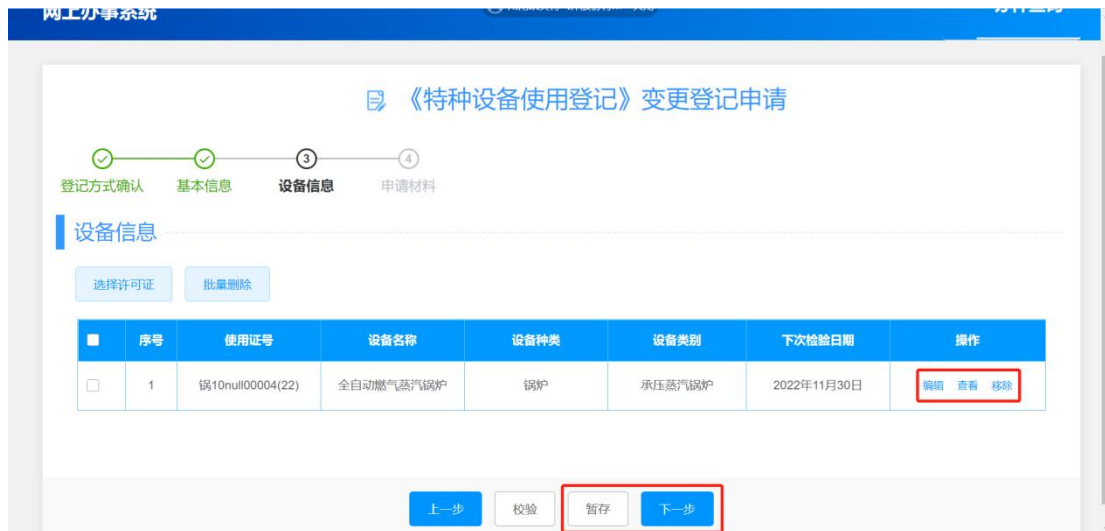 网上办事系统
《特种设备使用登记》变更登记申请
3 4
登记方式确认 基本信息 设备信息 申请材料
设备信息
选择许可证 批量删除
序号 使用证号 设备名称 设备种类 设备类别 下次检验日期 操作
1 锅10null00004(22) 全自动燃气蒸汽锅炉 锅炉 承压蒸汽锅炉 2022年11月30日 编辑 查看 移除
上一步 校验 暂存 下一步